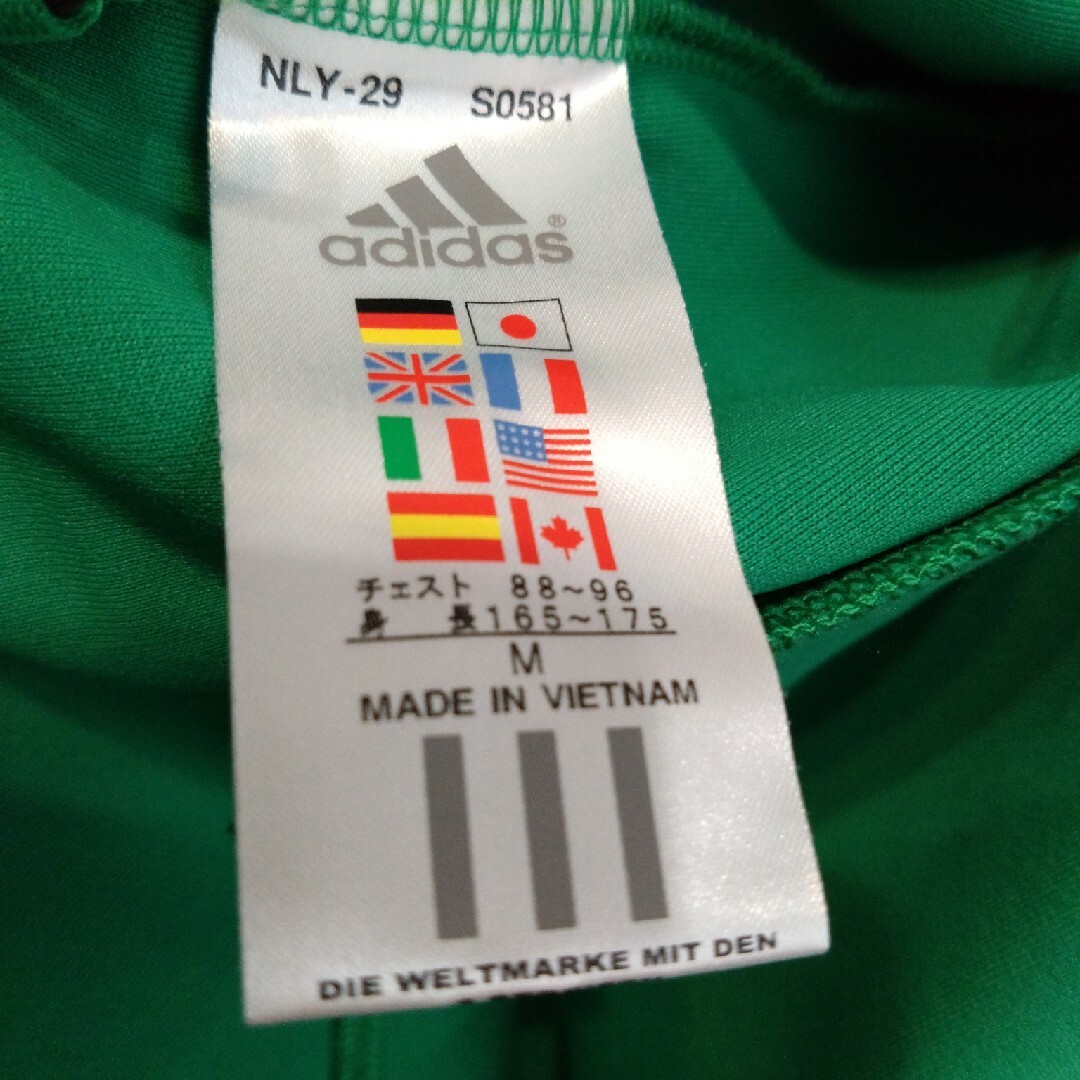 NLY-29 S0581
adidas®
チェスト 88~96
身 長165~175
M
MADE IN VIETNAM
DIE WELTMARKE MIT DEN